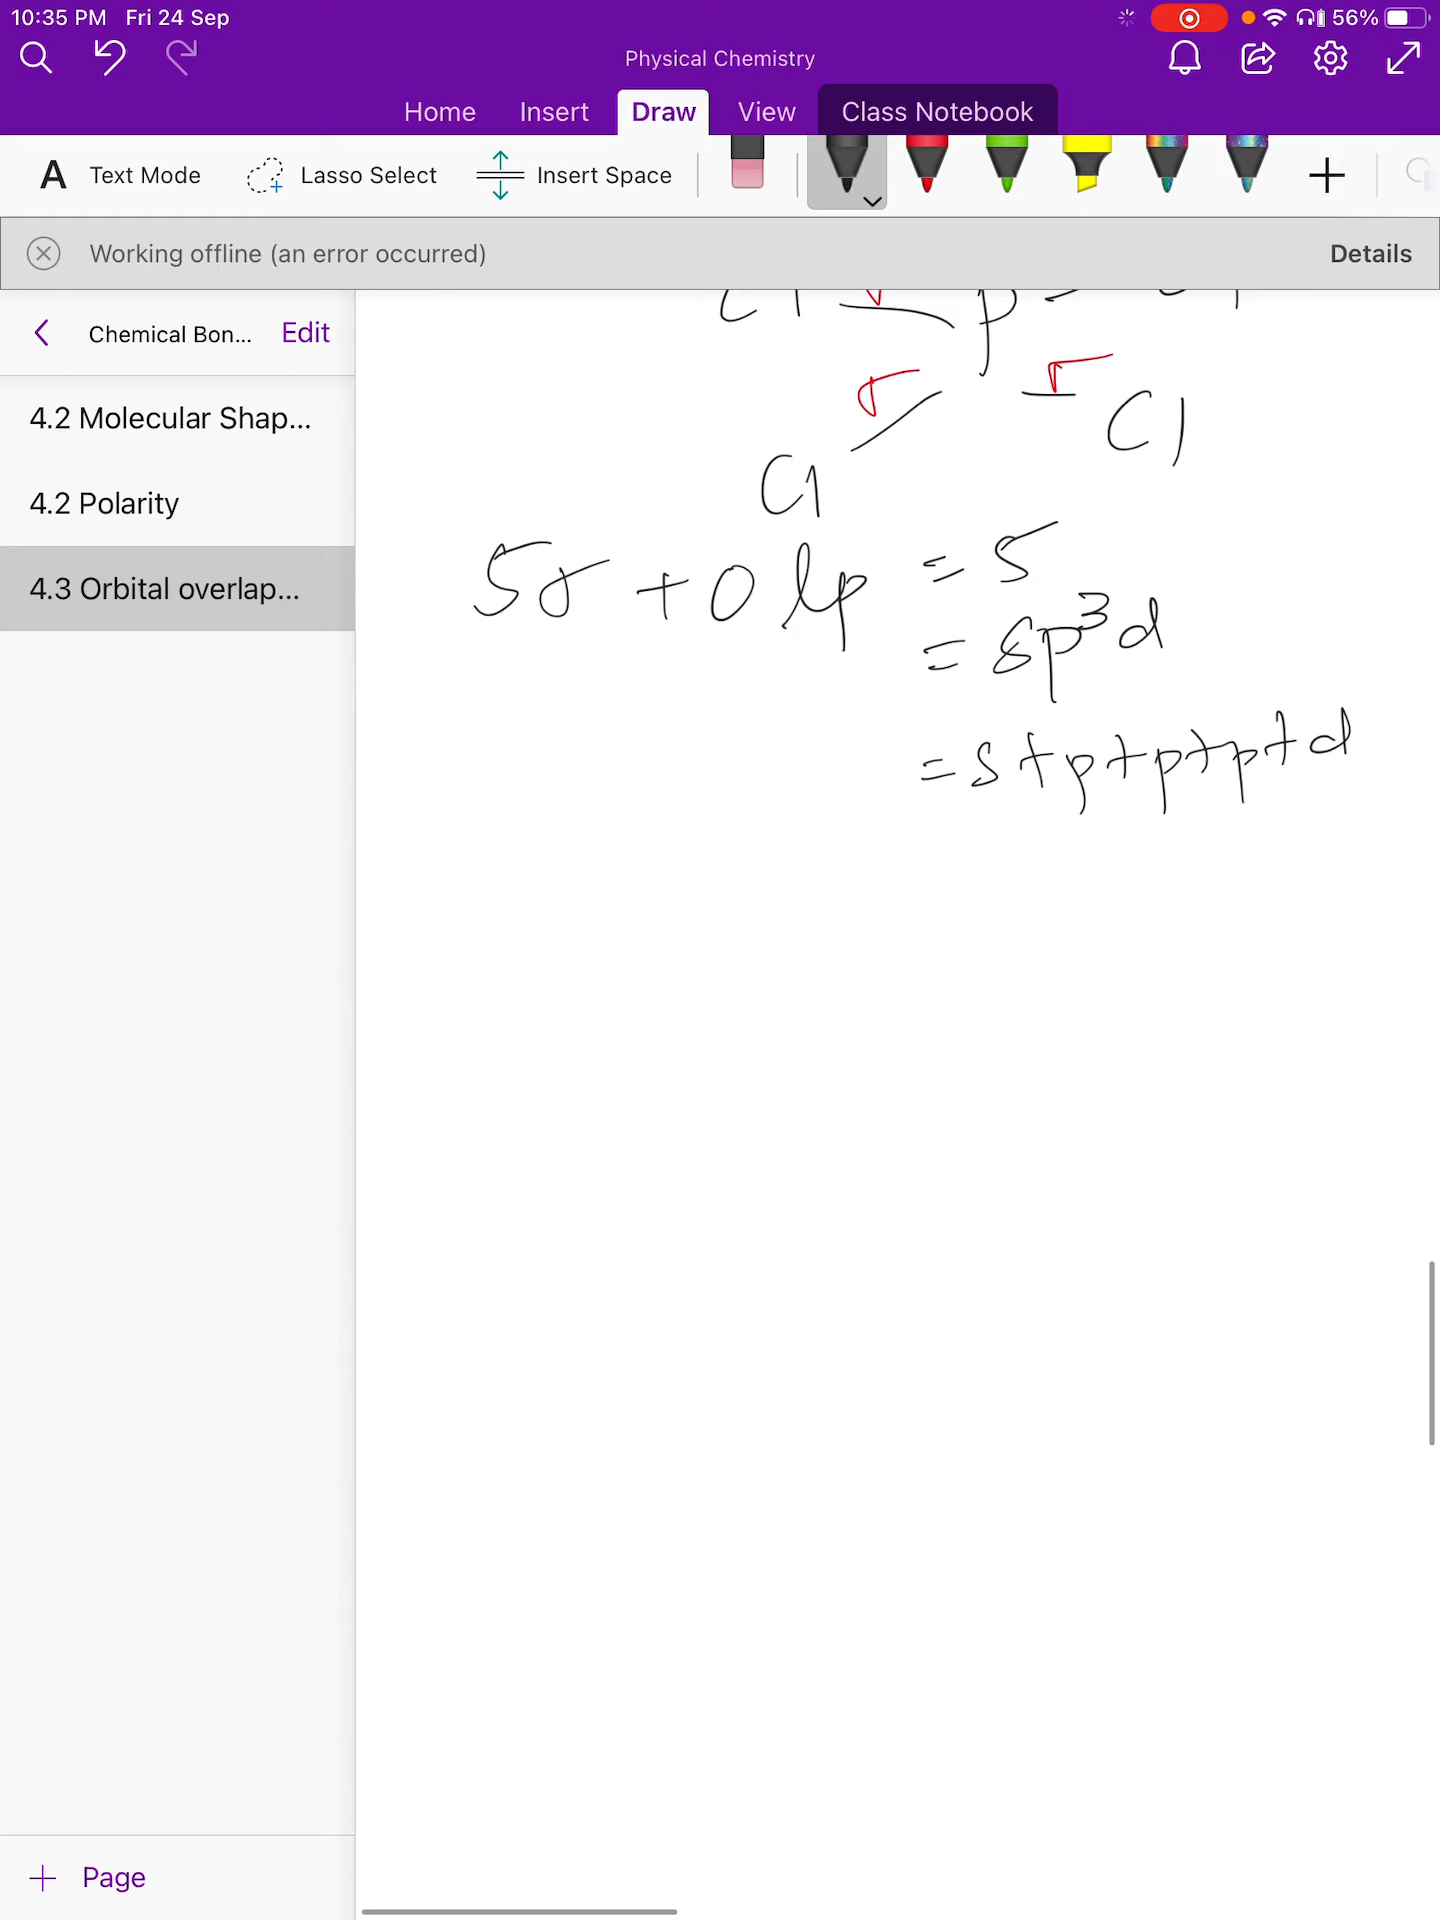 10:35 PM Fri 24 Sep
56%
Physical Chemistry
Home Insert Draw View Class Notebook
A Text Mode Lasso Select Insert Space
Working offline (an error occurred) Details
Chemical Bon... Edit
4.2 Molecular Shap...
4.2 Polarity
4.3 Orbital overlap...
Cl P Cl
σ σ
Cl
Cl
5σ + 0 lp = 5
= sp³d
= s + p + p + p + d
+ Page